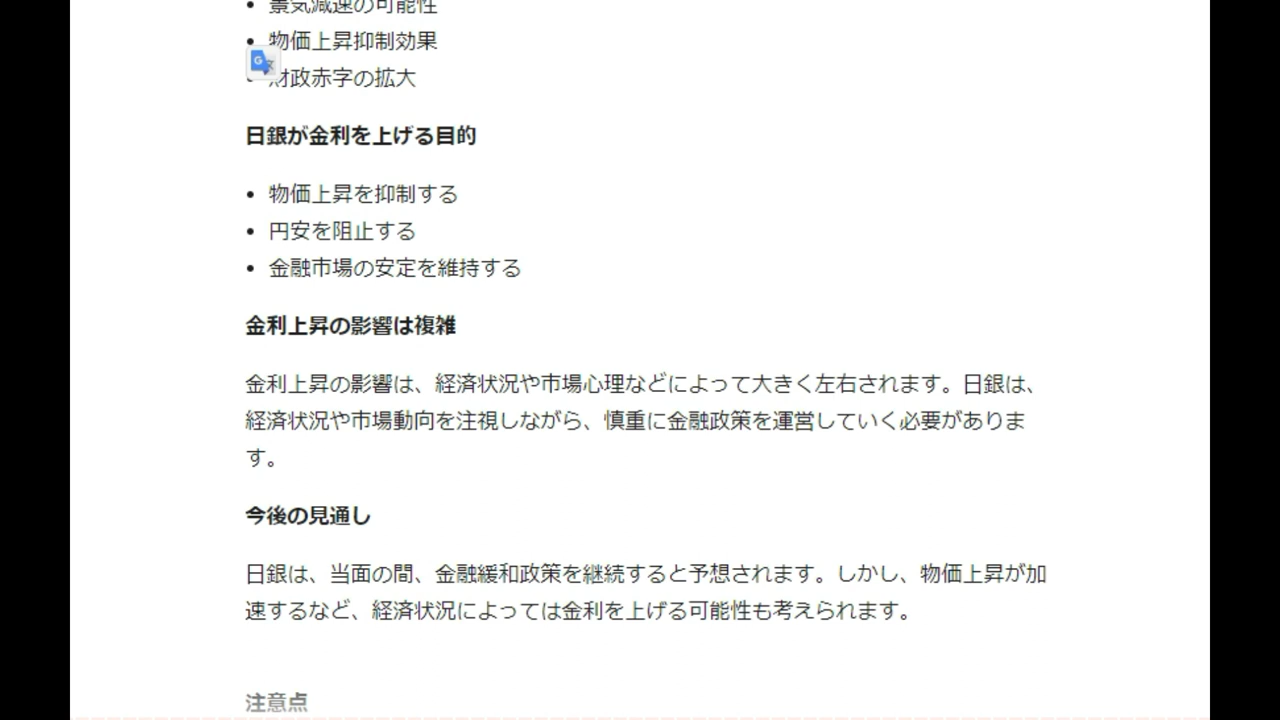 • 景気減速の可能性
• 物価上昇抑制効果
• 財政赤字の拡大
日銀が金利を上げる目的
• 物価上昇を抑制する
• 円安を阻止する
• 金融市場の安定を維持する
金利上昇の影響は複雑
金利上昇の影響は、経済状況や市場心理などによって大きく左右されます。日銀は、
経済状況や市場動向を注視しながら、慎重に金融政策を運営していく必要がありま
す。
今後の見通し
日銀は、当面の間、金融緩和政策を継続すると予想されます。しかし、物価上昇が加
速するなど、経済状況によっては金利を上げる可能性も考えられます。
注意点